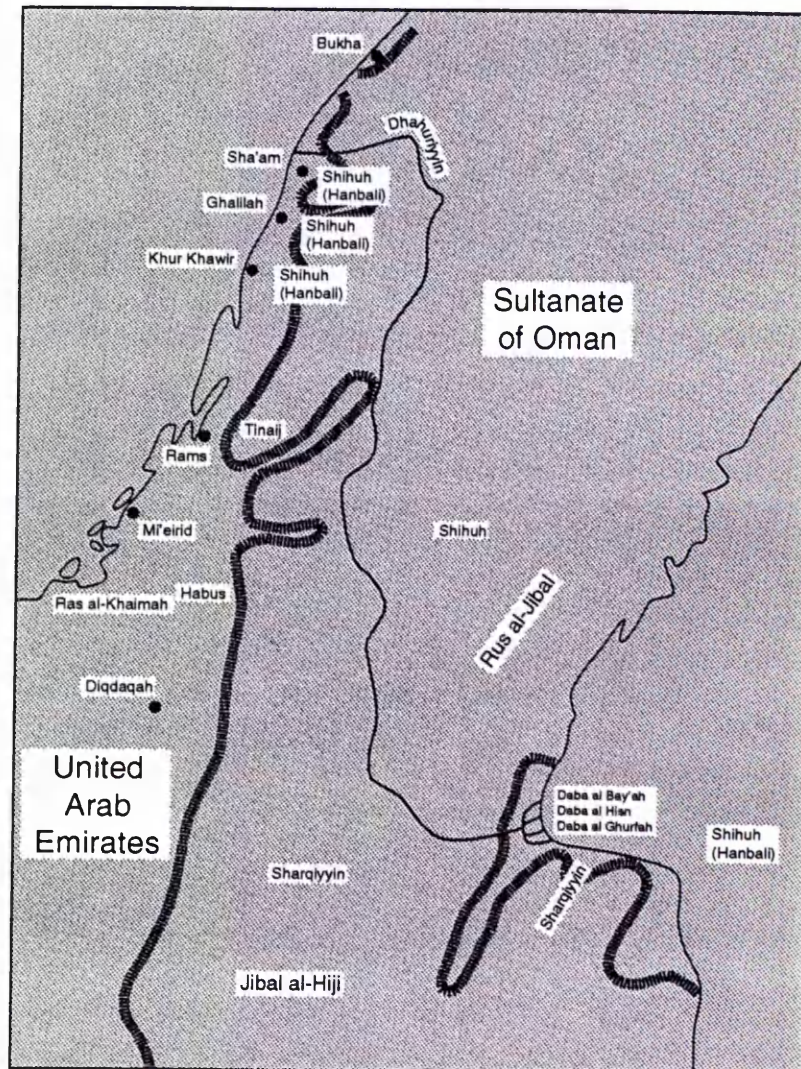 Bukha
Dhahuriyyin
Sha'am
Shihuh
(Hanbali)
Ghalilah
Shihuh
(Hanbali)
Khur Khawir
Shihuh
(Hanbali)
Sultanate
of Oman
Tinaij
Rams
Mi'eirid
Shihuh
Habus
Ras al-Khaimah
Rus al-Jibal
Diqdaqah
United
Arab
Emirates
Daba al Bay'ah
Daba al Hisn
Daba al Ghurfah
Shihuh
(Hanbali)
Sharqiyyin
Sharqiyyin
Jibal al-Hiji